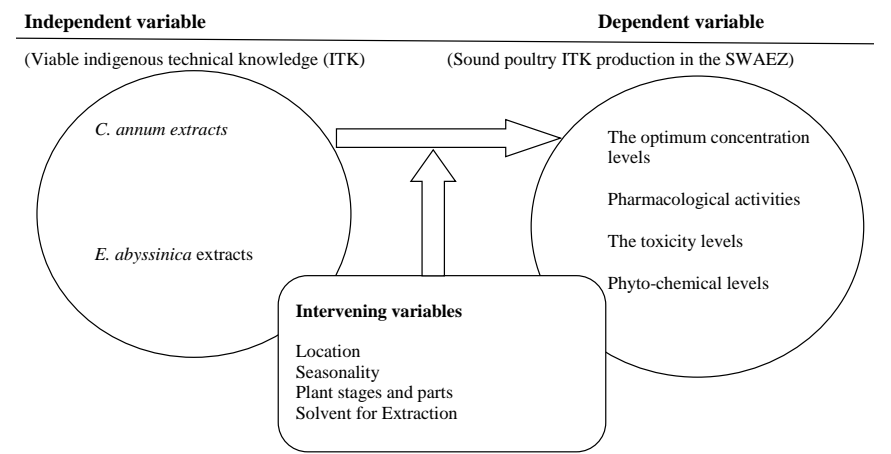 Independent variable
Dependent variable
(Viable indigenous technical knowledge (ITK)
(Sound poultry ITK production in the SWAEZ)
C. annum extracts
E. abyssinica extracts
The optimum concentration
levels
Pharmacological activities
The toxicity levels
Phyto-chemical levels
Intervening variables
Location
Seasonality
Plant stages and parts
Solvent for Extraction